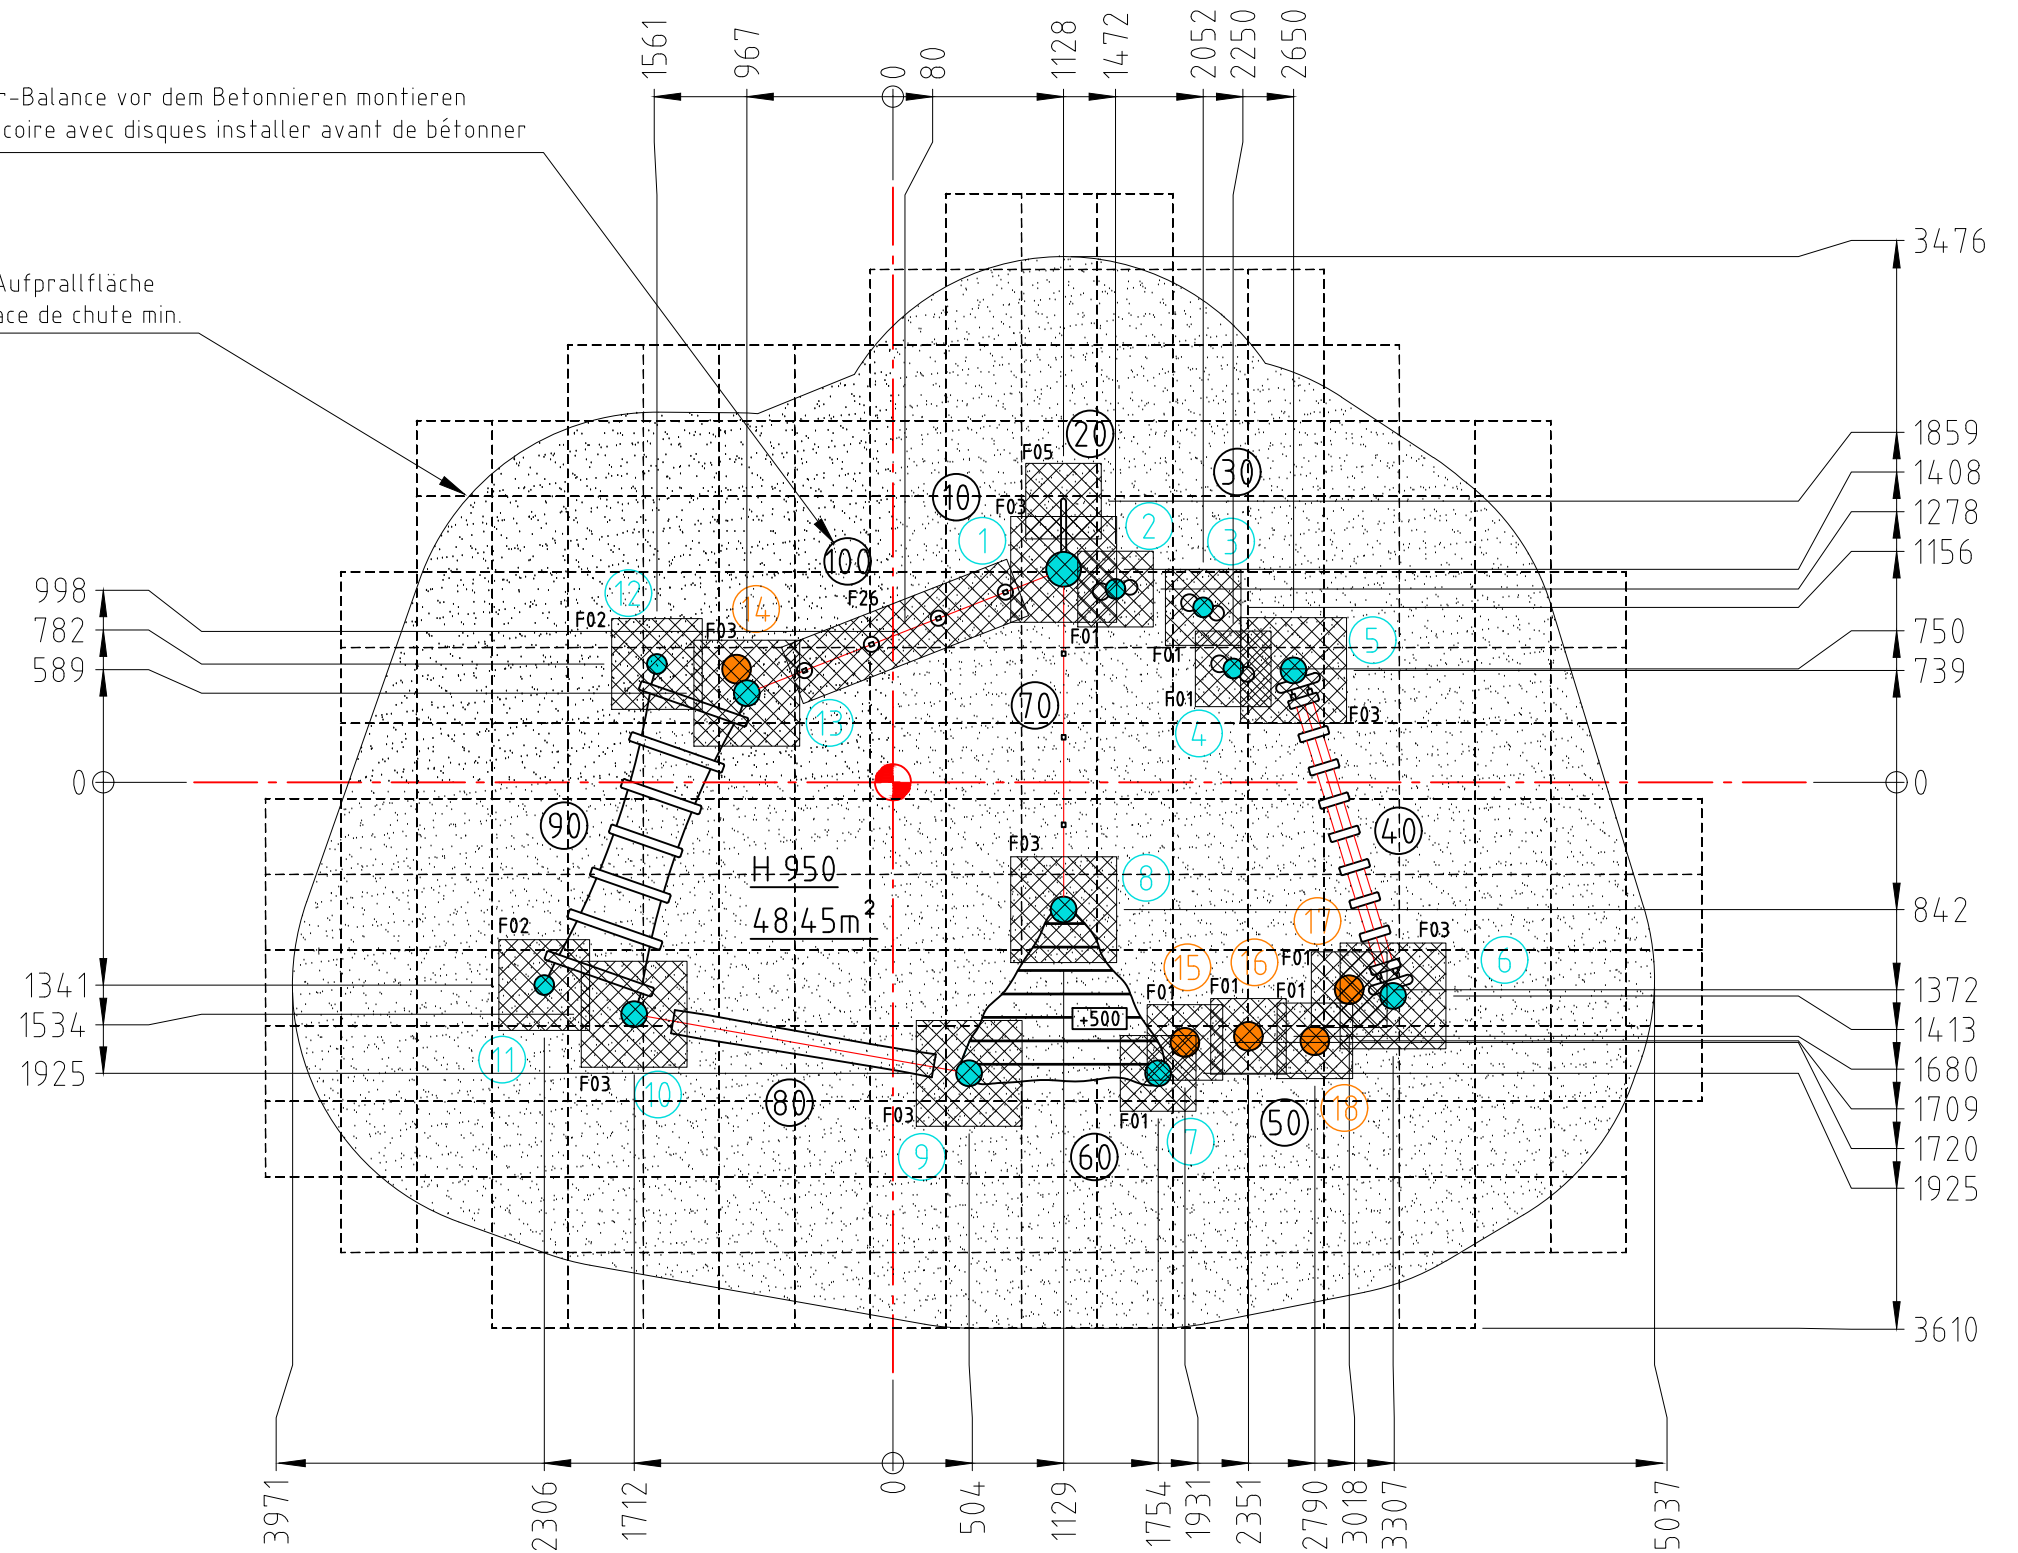 1561
967
0
80
1128
1472
2052
2250
2650
r-Balance vor dem Betonnieren montieren
coire avec disques installer avant de bétonner
Aufprallfläche
ace de chute min.
3476
1859
1408
1278
1156
750
739
0
842
1372
1413
1680
1709
1720
1925
3610
998
782
589
0
1341
1534
1925
20
F05
30
10
F03
1
2
3
100
F26
12
14
F02
F03
F01
5
F01
13
70
F01
4
F03
90
40
H 950
48.45m²
F03
8
17
F02
F03
15
16
F01
6
F01
F01
F01
+500
11
F03
10
80
F03
F01
50
18
9
60
7
3971
2306
1712
0
504
1129
1754
1931
2351
2790
3018
3307
5037